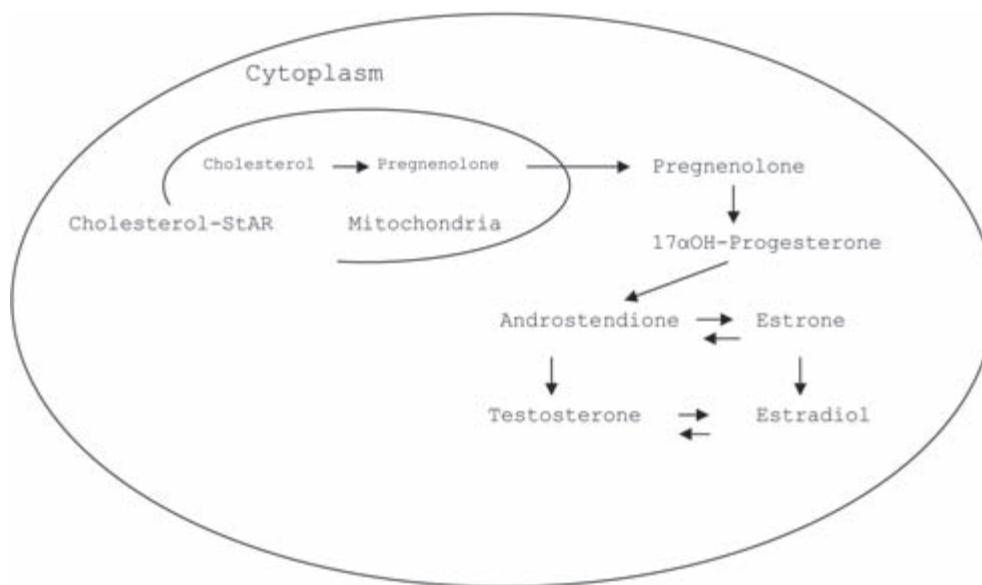 Cytoplasm
Cholesterol Pregnenolone Pregnenolone
Cholesterol-StAR Mitochondria
17αOH-Progesterone
Androstendione Estrone
Testosterone Estradiol